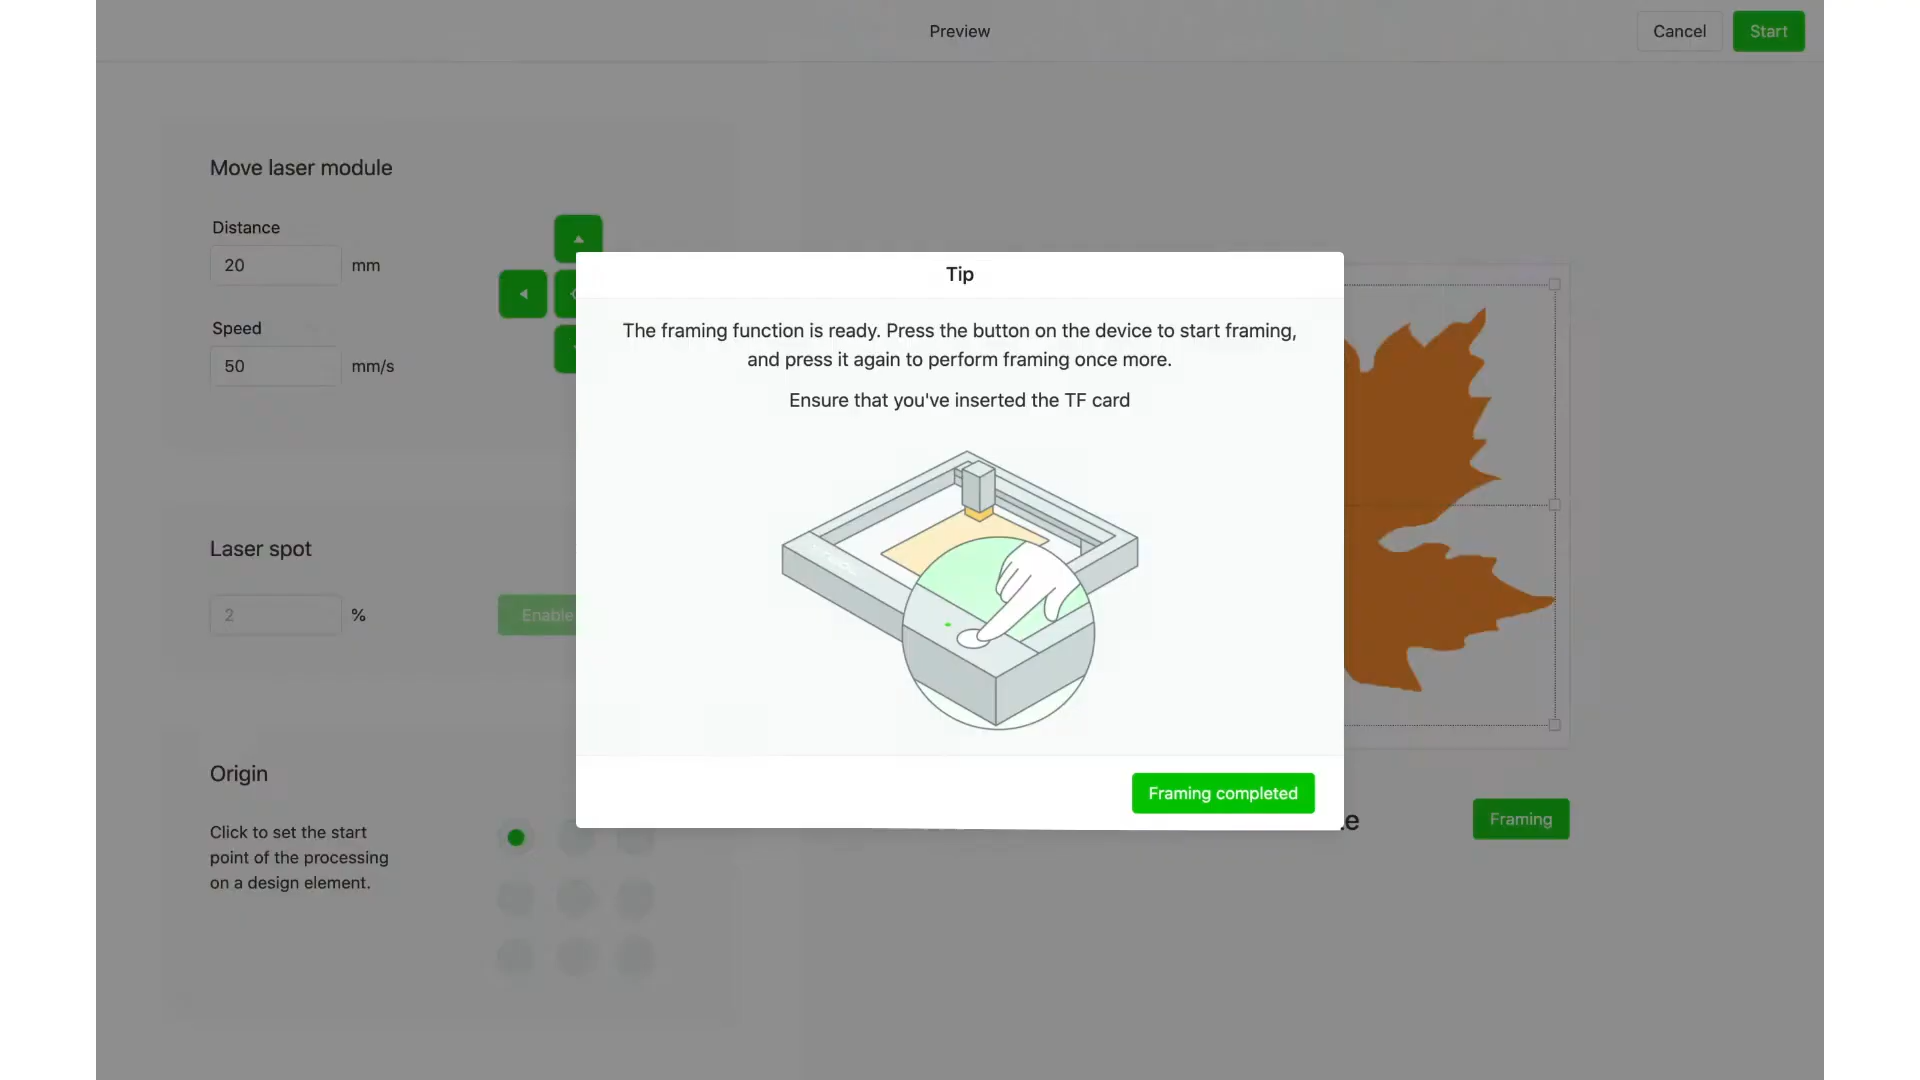 Preview
Cancel
Start
Move laser module
Distance
20 mm
Speed
50 mm/s
Tip
The framing function is ready. Press the button on the device to start framing,
and press it again to perform framing once more.
Ensure that you've inserted the TF card
Laser spot
2 %
Enable
Framing completed
Origin
Click to set the start
point of the processing
on a design element.
Framing